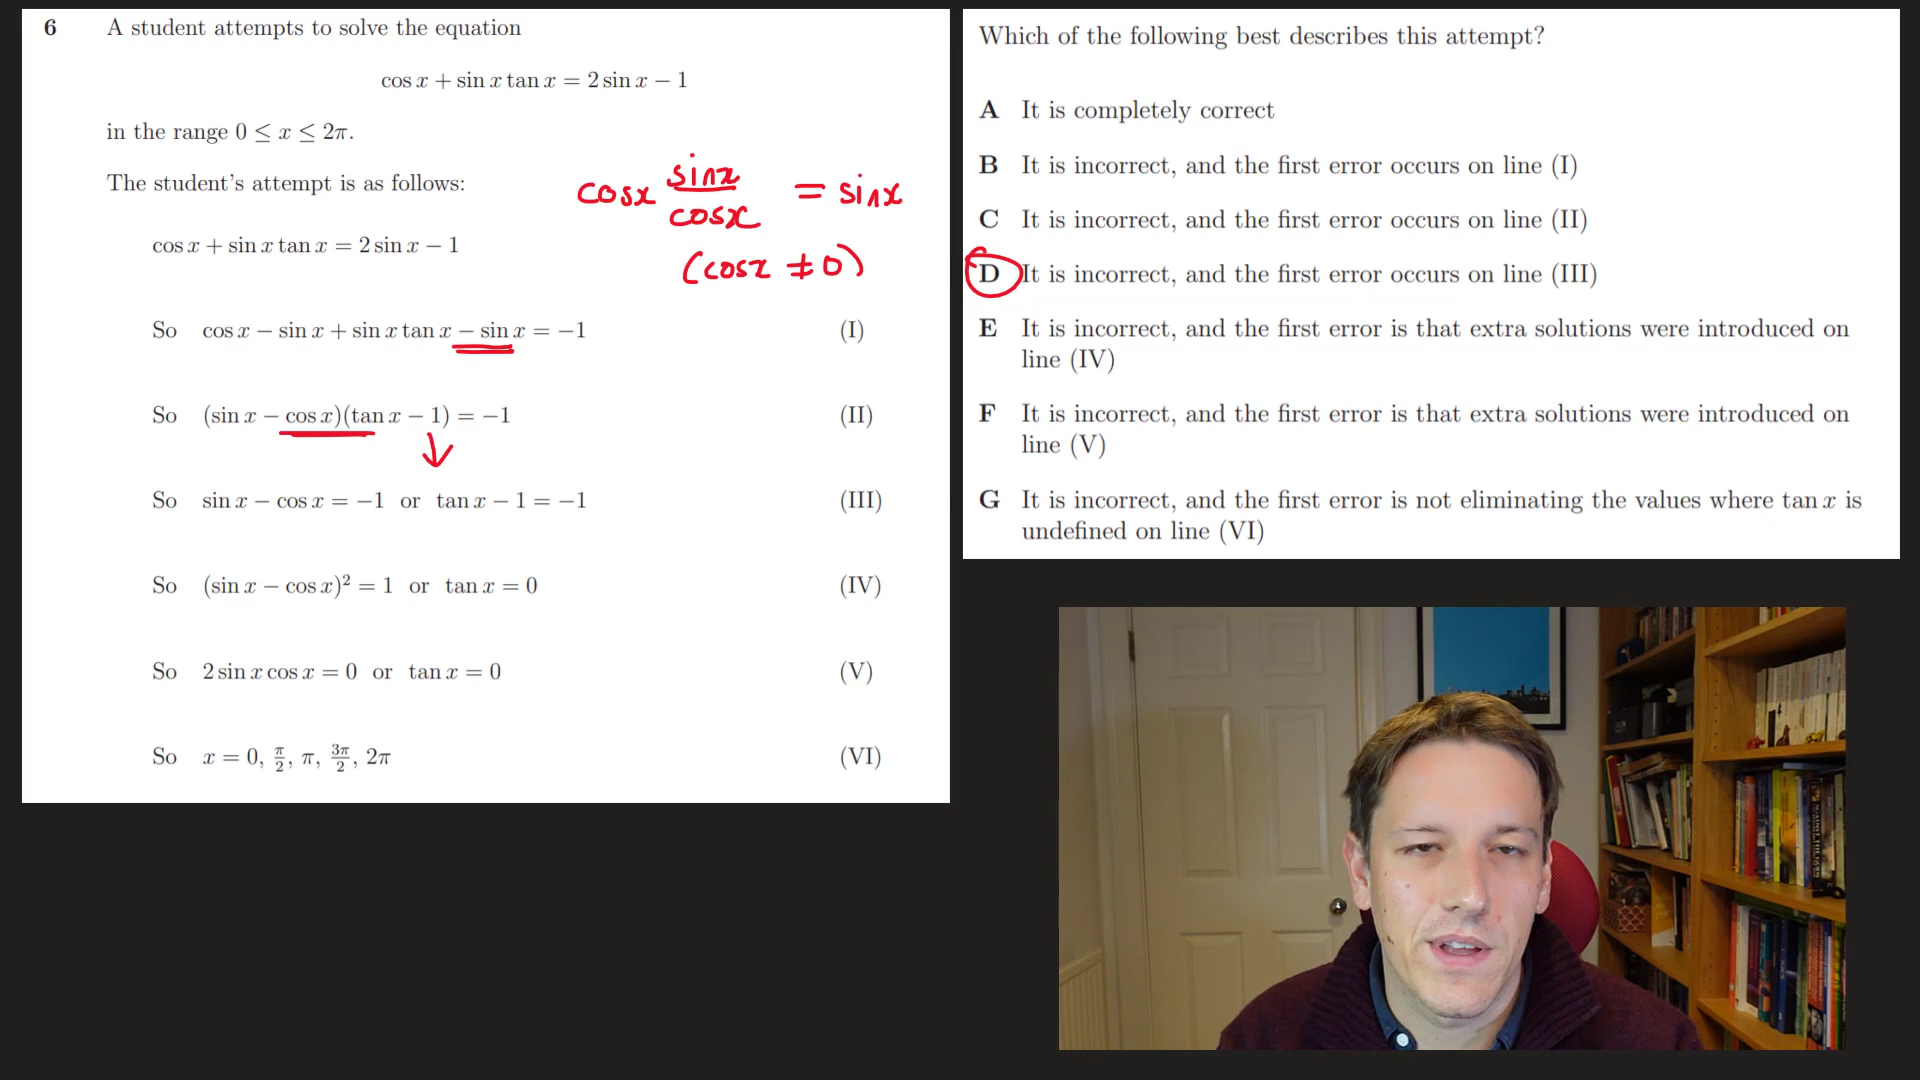 6 A student attempts to solve the equation
cos x + sin x tan x = 2 sin x − 1
in the range 0 ≤ x ≤ 2π.
The student's attempt is as follows:
cosx sinx/cosx = sinx
(cosx ≠ 0)
cos x + sin x tan x = 2 sin x − 1
So cos x − sin x + sin x tan x − sin x = −1 (I)
So (sin x − cos x)(tan x − 1) = −1 (II)
So sin x − cos x = −1 or tan x − 1 = −1 (III)
So (sin x − cos x)² = 1 or tan x = 0 (IV)
So 2 sin x cos x = 0 or tan x = 0 (V)
So x = 0, π/2, π, 3π/2, 2π (VI)
Which of the following best describes this attempt?
A It is completely correct
B It is incorrect, and the first error occurs on line (I)
C It is incorrect, and the first error occurs on line (II)
D It is incorrect, and the first error occurs on line (III)
E It is incorrect, and the first error is that extra solutions were introduced on
line (IV)
F It is incorrect, and the first error is that extra solutions were introduced on
line (V)
G It is incorrect, and the first error is not eliminating the values where tan x is
undefined on line (VI)